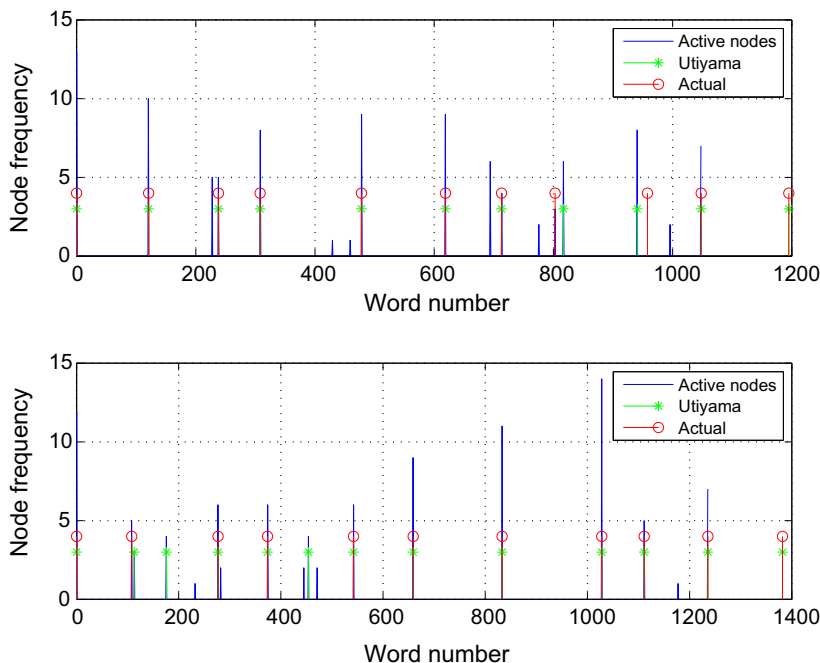 15
10
5
0
Node frequency
0 200 400 600 800 1000 1200
Word number
Active nodes
Utiyama
Actual
15
10
5
0
Node frequency
0 200 400 600 800 1000 1200 1400
Word number
Active nodes
Utiyama
Actual